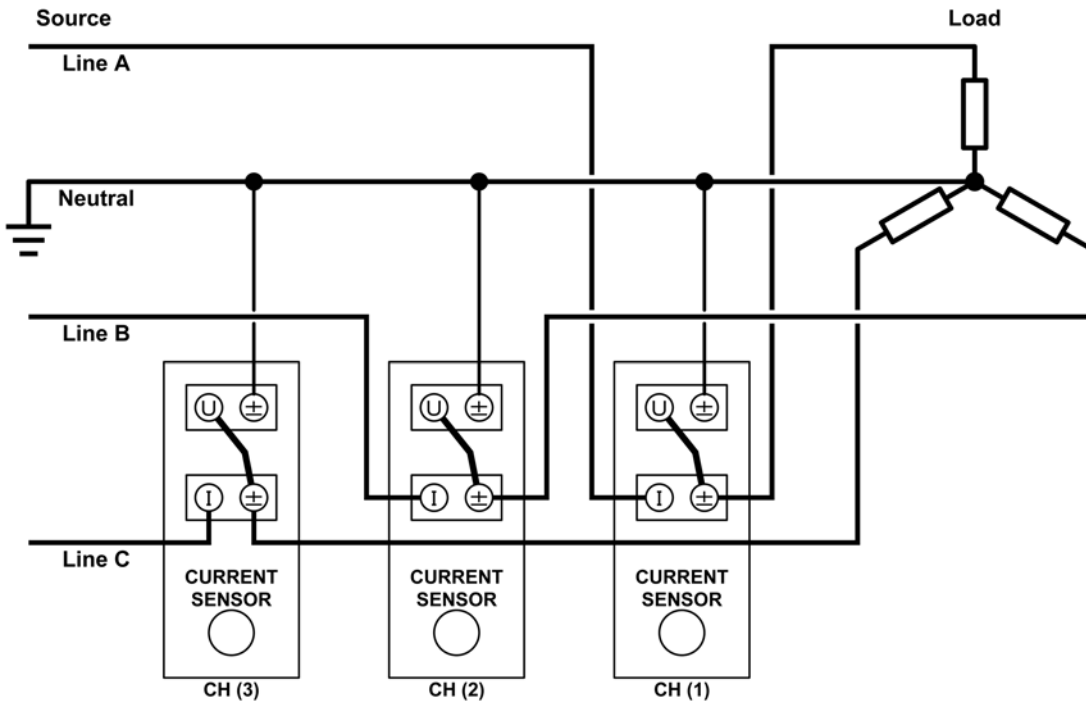 Source
Load
Line A
Neutral
Line B
U ±
U ±
U ±
I ±
I ±
I ±
Line C
CURRENT
SENSOR
CURRENT
SENSOR
CURRENT
SENSOR
CH (3)
CH (2)
CH (1)